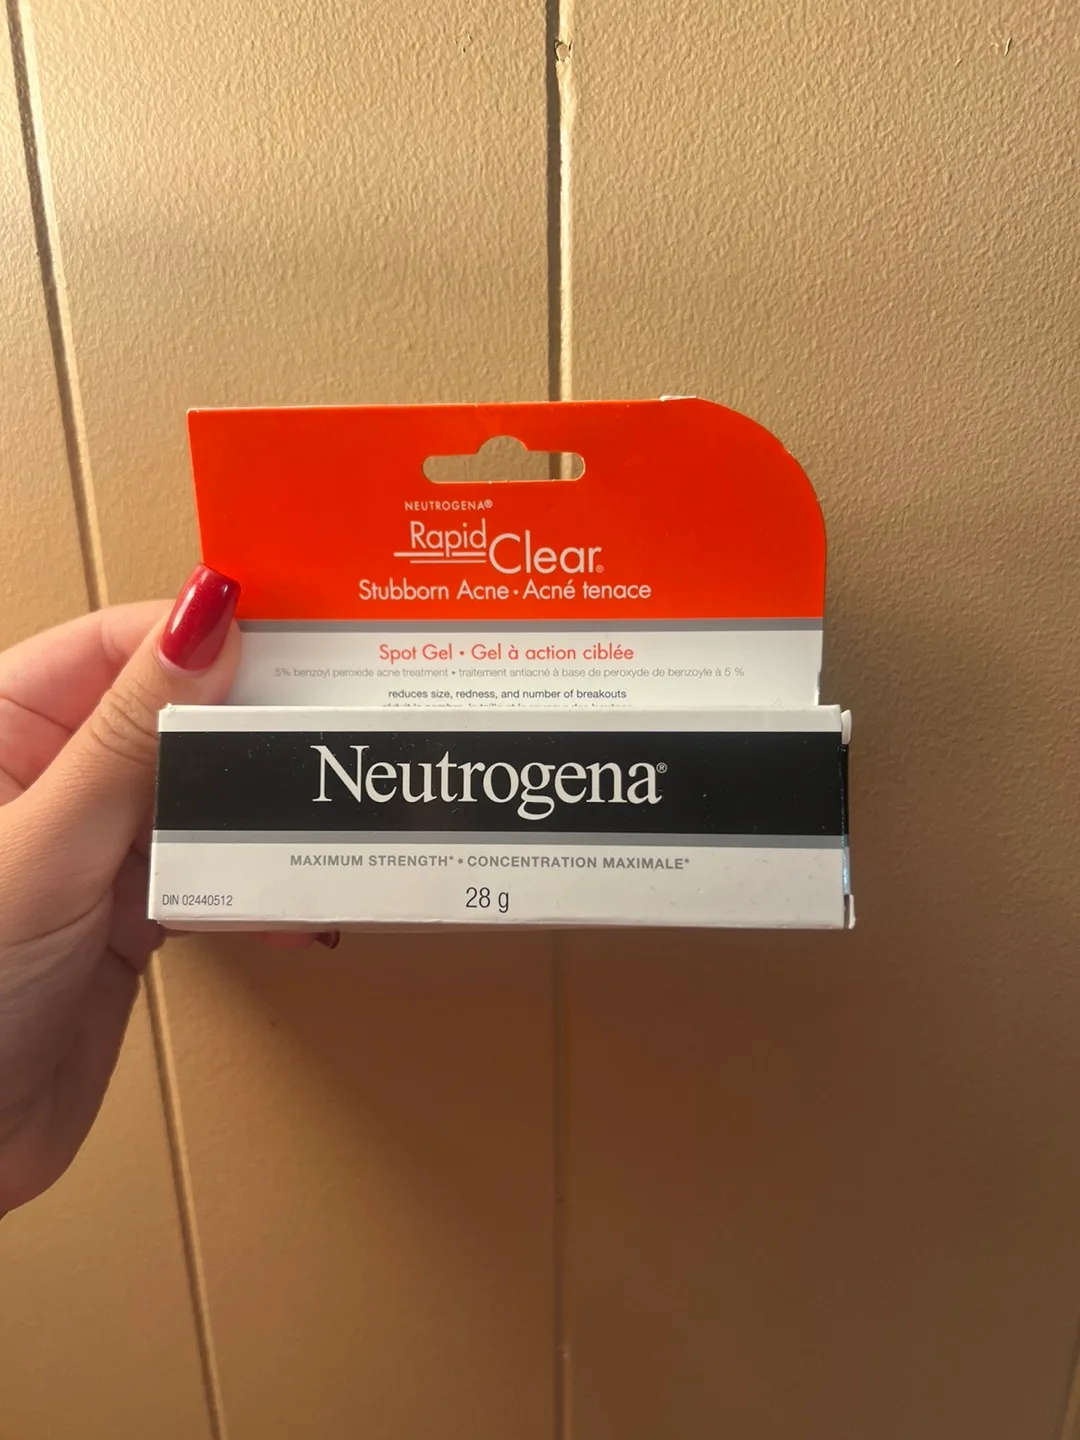 NEUTROGENA®
Rapid Clear®
Stubborn Acne • Acné tenace
Spot Gel • Gel à action ciblée
5% benzoyl peroxide acne treatment • traitement antiacné à base de peroxyde de benzoyle à 5 %
reduces size, redness, and number of breakouts
Neutrogena®
MAXIMUM STRENGTH* • CONCENTRATION MAXIMALE*
DIN 02440512
28 g